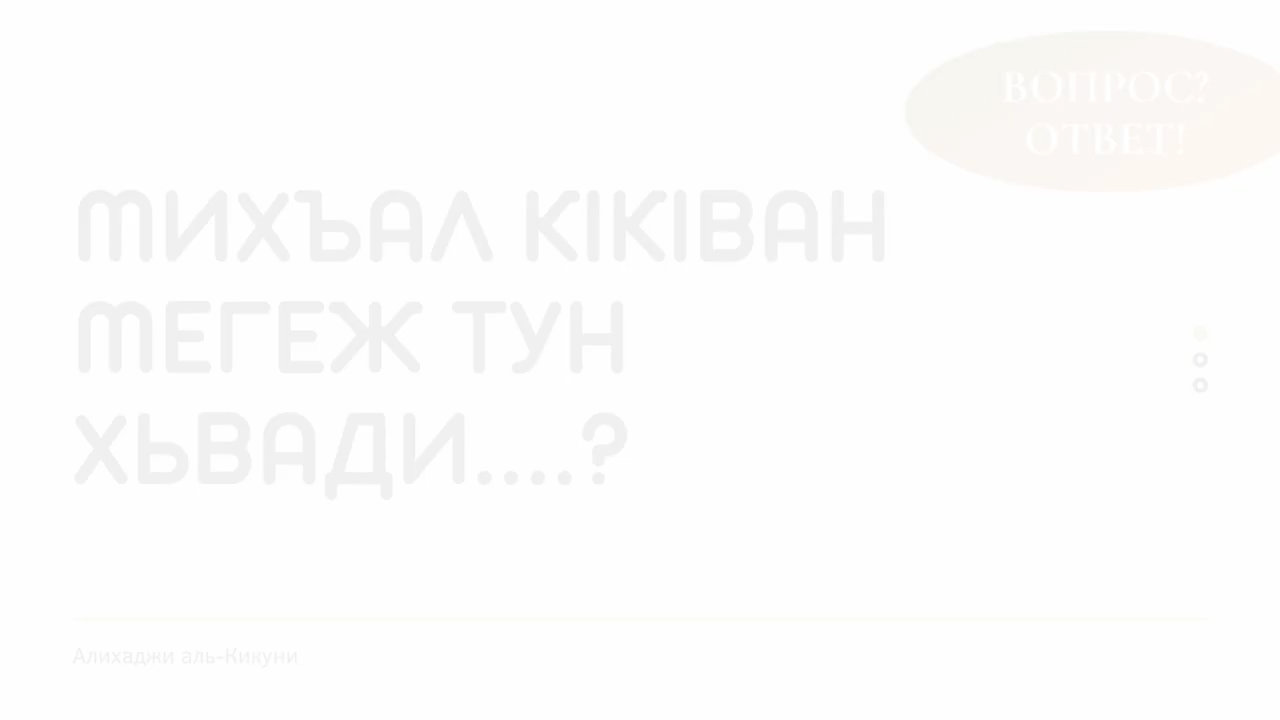 ВОПРОС?
ОТВЕТ!
МИХЪАЛ КІКІВАН
МЕГЕЖ ТУН
ХЬВАДИ....?
Алихаджи аль-Кикуни